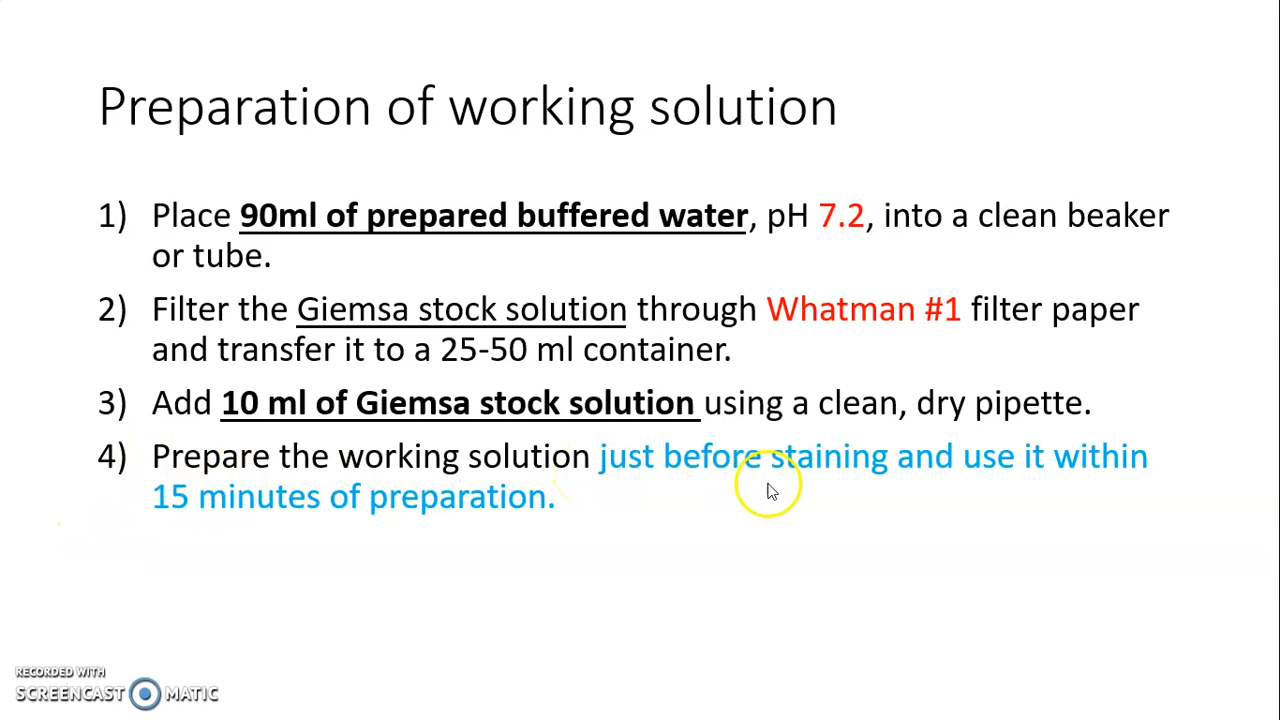 Preparation of working solution
1) Place 90ml of prepared buffered water, pH 7.2, into a clean beaker
or tube.
2) Filter the Giemsa stock solution through Whatman #1 filter paper
and transfer it to a 25-50 ml container.
3) Add 10 ml of Giemsa stock solution using a clean, dry pipette.
4) Prepare the working solution just before staining and use it within
15 minutes of preparation.
RECORDED WITH
SCREENCAST MATIC